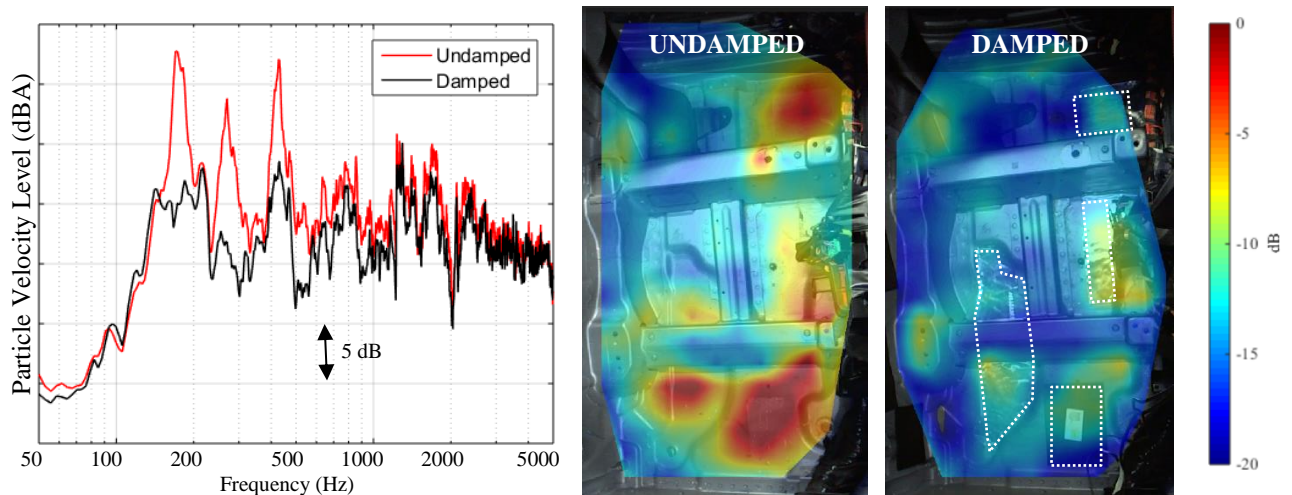 Particle Velocity Level (dBA)
Undamped
Damped
5 dB
50
100
200
500
1000
2000
5000
Frequency (Hz)
UNDAMPED
DAMPED
0
-5
-10
-15
-20
dB